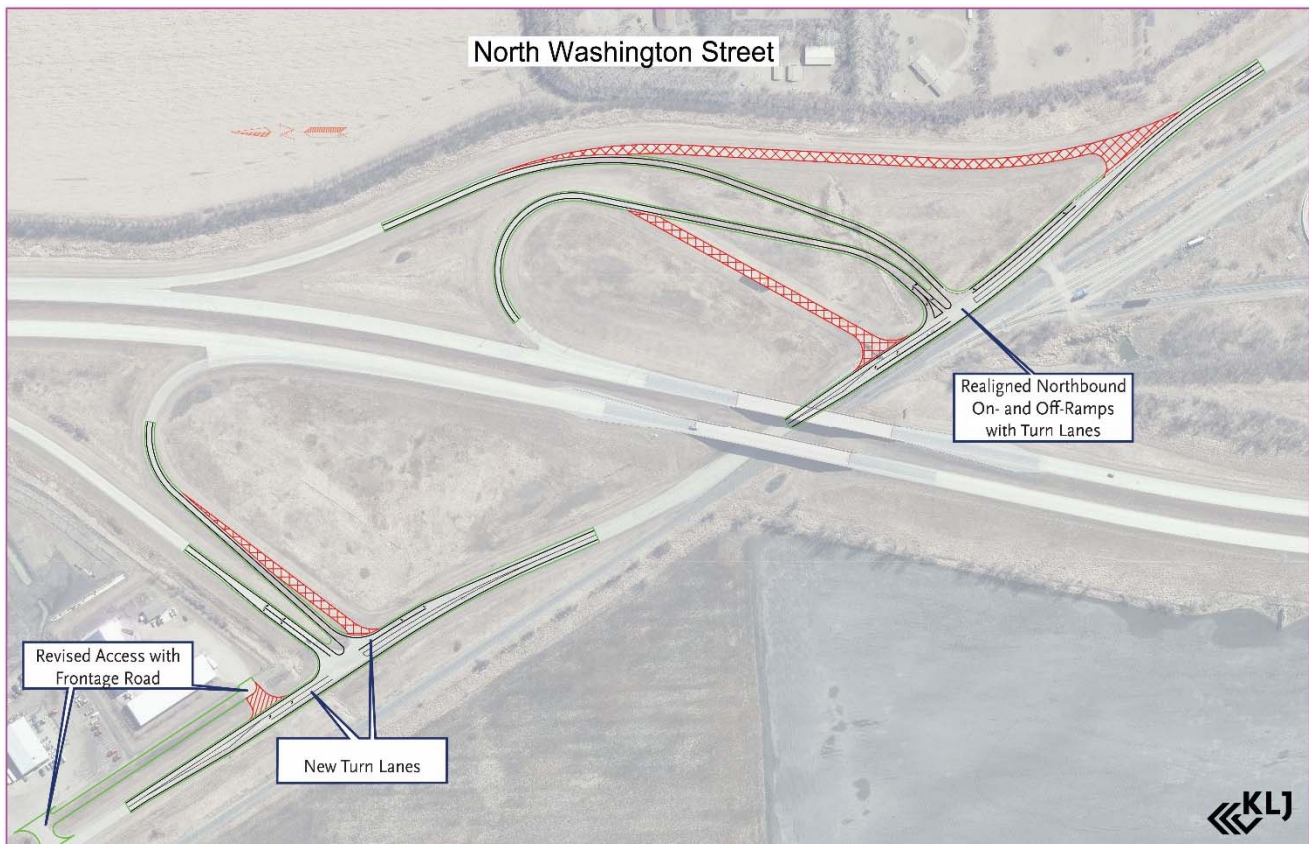 North Washington Street
Realigned Northbound
On- and Off-Ramps
with Turn Lanes
Revised Access with
Frontage Road
New Turn Lanes
KLJ